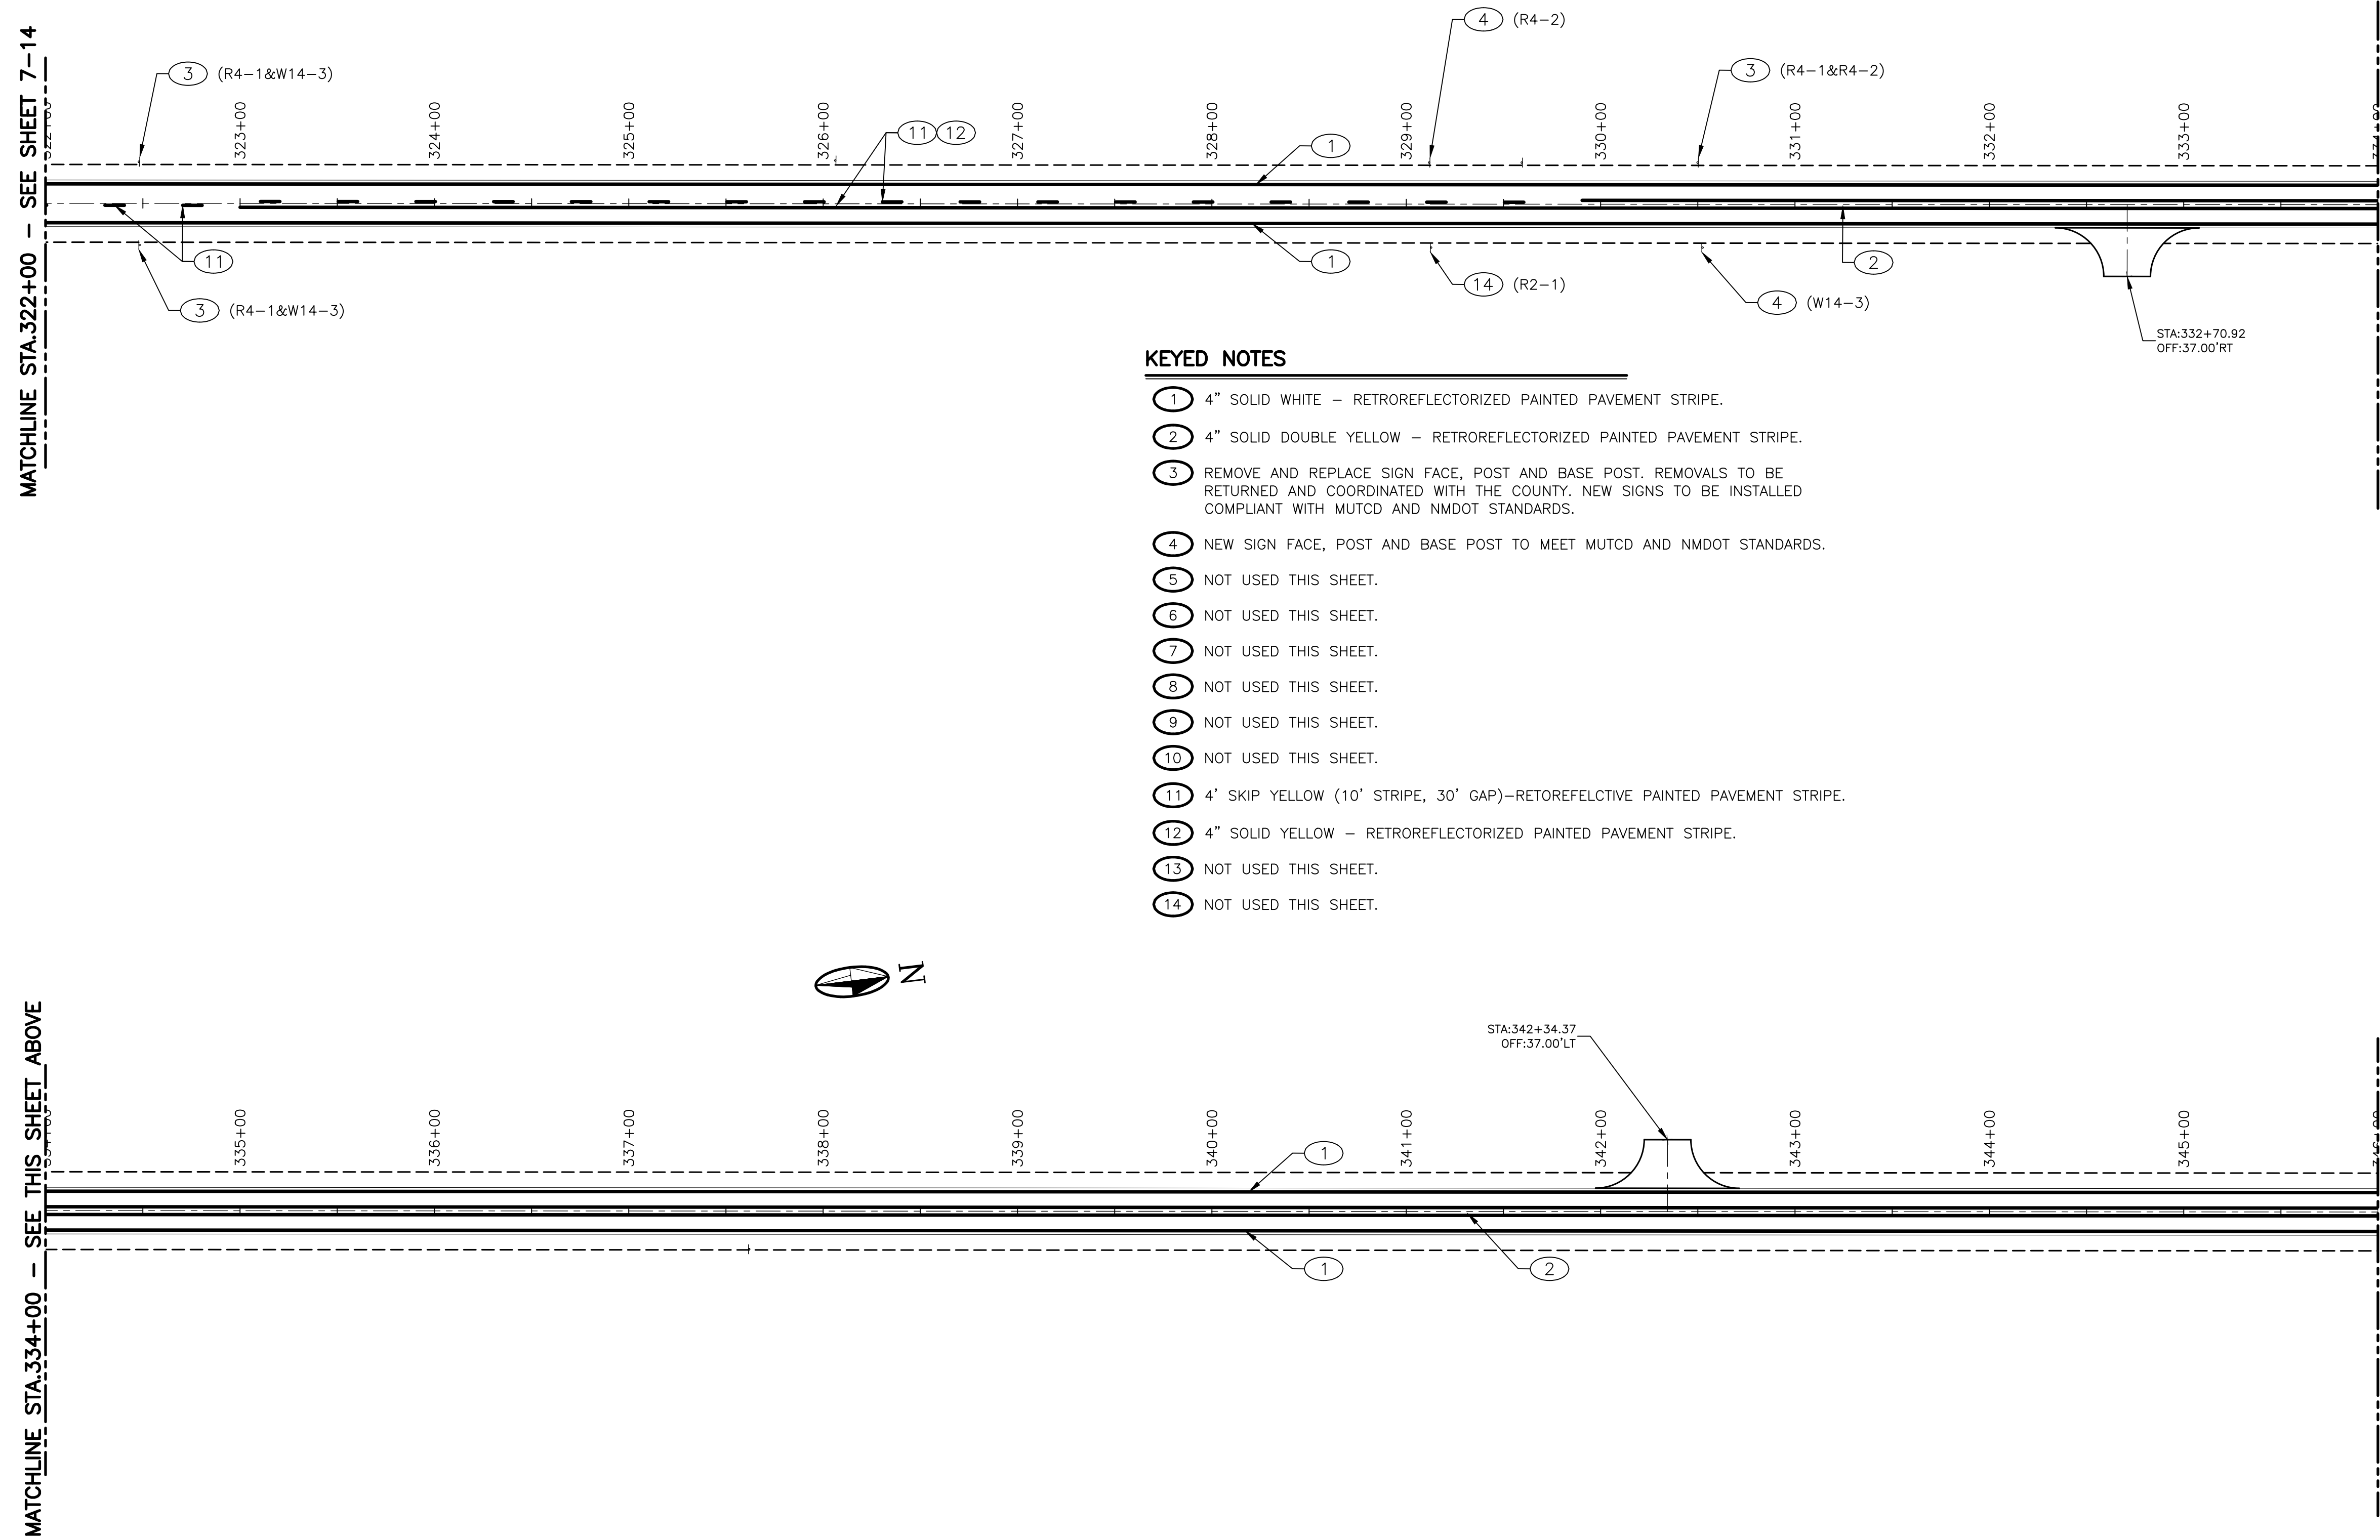 MATCHLINE STA.322+00 – SEE SHEET 7–14
4 (R4–2)
3 (R4–1&W14–3)
3 (R4–1&R4–2)
323+00
324+00
325+00
326+00
327+00
328+00
329+00
330+00
331+00
332+00
333+00
11 12
1
11
1
2
14 (R2–1)
4 (W14–3)
3 (R4–1&W14–3)
STA:332+70.92
OFF:37.00'RT
KEYED NOTES
1 4" SOLID WHITE – RETROREFLECTORIZED PAINTED PAVEMENT STRIPE.
2 4" SOLID DOUBLE YELLOW – RETROREFLECTORIZED PAINTED PAVEMENT STRIPE.
3 REMOVE AND REPLACE SIGN FACE, POST AND BASE POST. REMOVALS TO BE
RETURNED AND COORDINATED WITH THE COUNTY. NEW SIGNS TO BE INSTALLED
COMPLIANT WITH MUTCD AND NMDOT STANDARDS.
4 NEW SIGN FACE, POST AND BASE POST TO MEET MUTCD AND NMDOT STANDARDS.
5 NOT USED THIS SHEET.
6 NOT USED THIS SHEET.
7 NOT USED THIS SHEET.
8 NOT USED THIS SHEET.
9 NOT USED THIS SHEET.
10 NOT USED THIS SHEET.
11 4' SKIP YELLOW (10' STRIPE, 30' GAP)–RETOREFELCTIVE PAINTED PAVEMENT STRIPE.
12 4" SOLID YELLOW – RETROREFLECTORIZED PAINTED PAVEMENT STRIPE.
13 NOT USED THIS SHEET.
14 NOT USED THIS SHEET.
N
MATCHLINE STA.334+00 – SEE THIS SHEET ABOVE
STA:342+34.37
OFF:37.00'LT
335+00
336+00
337+00
338+00
339+00
340+00
341+00
342+00
343+00
344+00
345+00
1
1
2